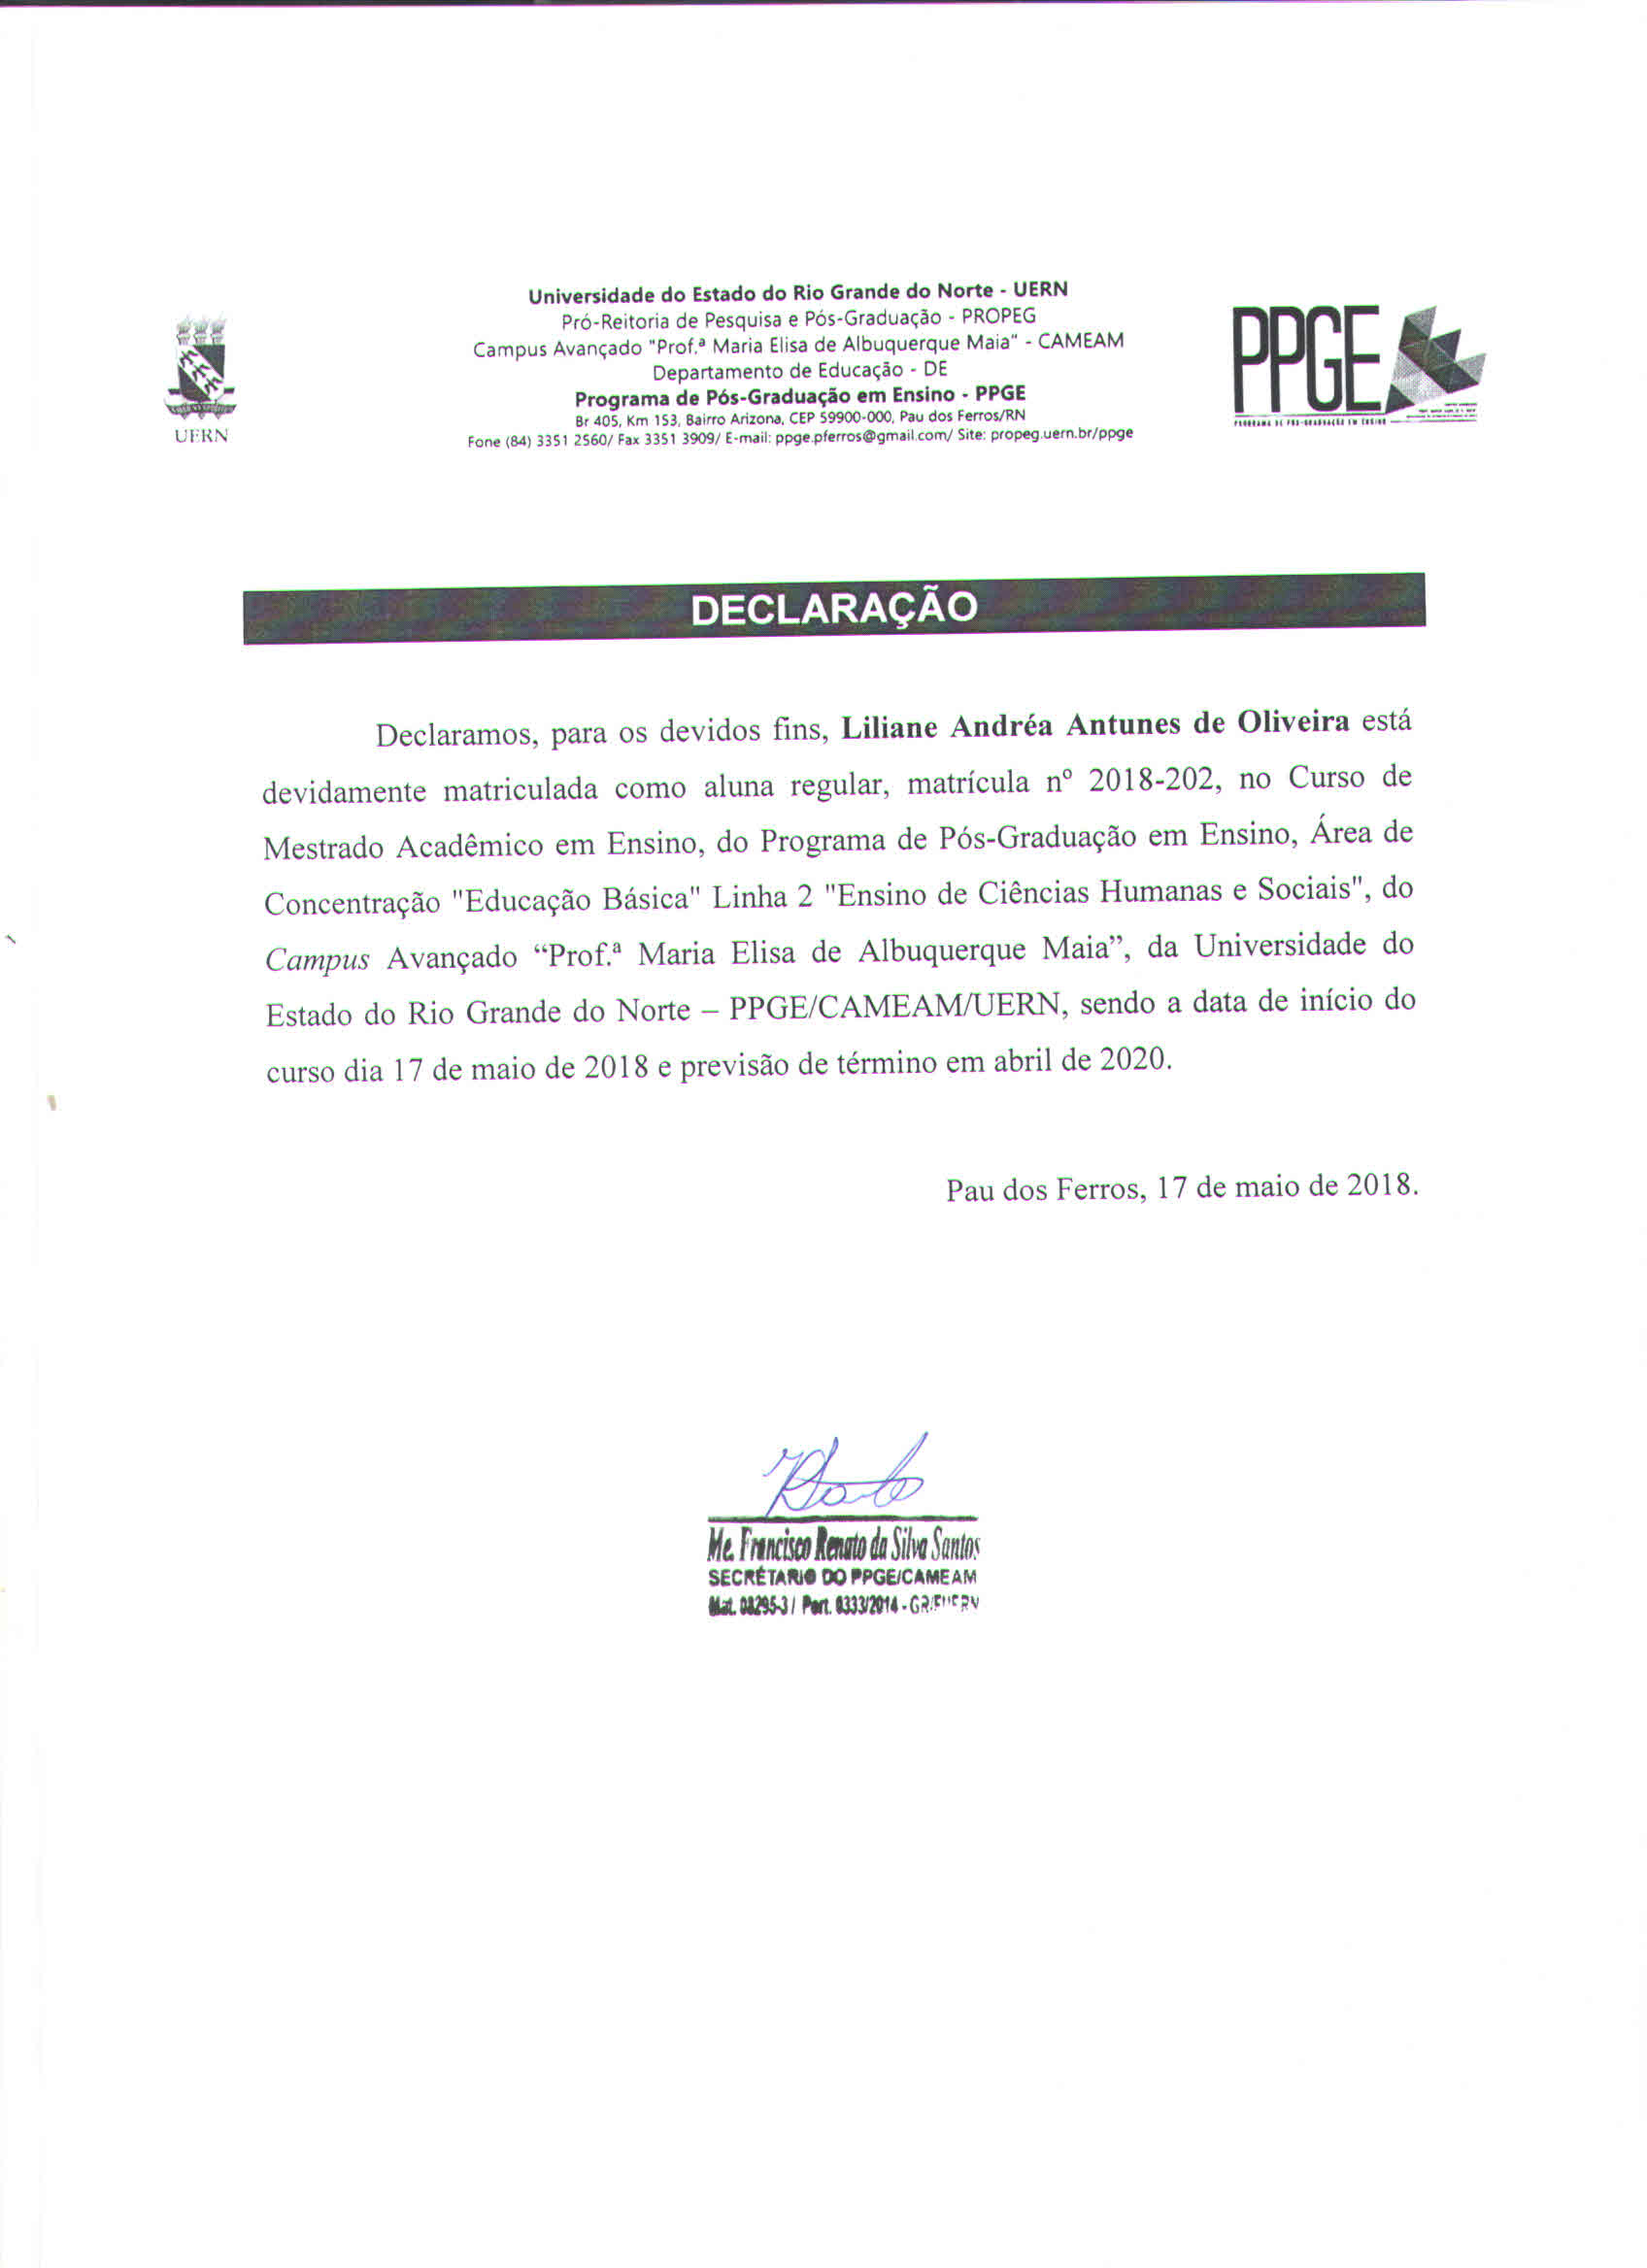 Universidade do Estado do Rio Grande do Norte - UERN
Pró-Reitoria de Pesquisa e Pós-Graduação - PROPEG
Campus Avançado "Prof.ª Maria Elisa de Albuquerque Maia" - CAMEAM
Departamento de Educação - DE
Programa de Pós-Graduação em Ensino - PPGE
Br 405, Km 153, Bairro Arizona, CEP 59900-000, Pau dos Ferros/RN
Fone (84) 3351 2560/ Fax 3351 3909/ E-mail: ppge.pferros@gmail.com/ Site: propeg.uern.br/ppge
UERN
PPGE
PROGRAMA DE PÓS-GRADUAÇÃO EM ENSINO
DECLARAÇÃO
Declaramos, para os devidos fins, Liliane Andréa Antunes de Oliveira está
devidamente matriculada como aluna regular, matrícula nº 2018-202, no Curso de
Mestrado Acadêmico em Ensino, do Programa de Pós-Graduação em Ensino, Área de
Concentração "Educação Básica" Linha 2 "Ensino de Ciências Humanas e Sociais", do
Campus Avançado “Prof.ª Maria Elisa de Albuquerque Maia”, da Universidade do
Estado do Rio Grande do Norte – PPGE/CAMEAM/UERN, sendo a data de início do
curso dia 17 de maio de 2018 e previsão de término em abril de 2020.
Pau dos Ferros, 17 de maio de 2018.
Me. Francisco Renato da Silva Santos
SECRÉTARIO DO PPGE/CAMEAM
Mat. 08295-3 / Port. 0333/2014 - GR/FUERN